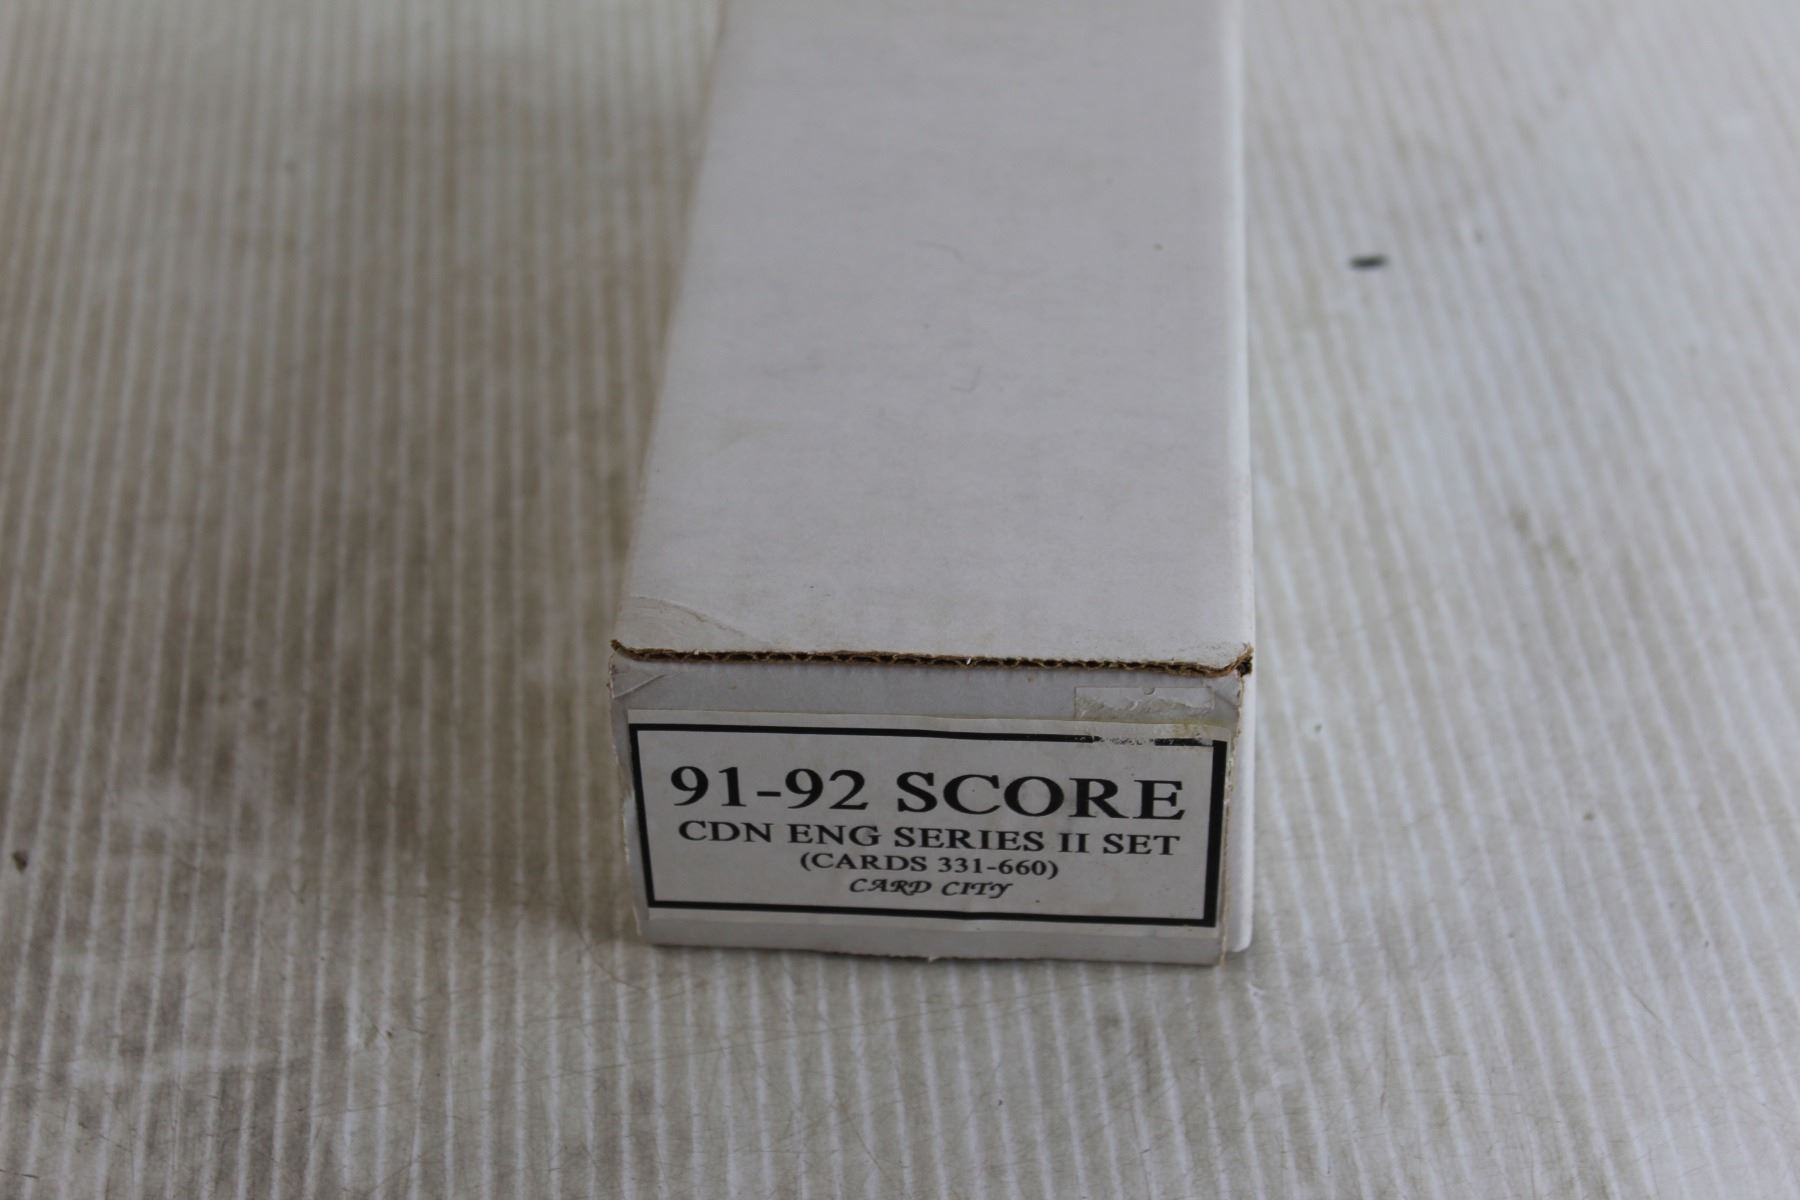 91-92 SCORE
CDN ENG SERIES II SET
(CARDS 331-660)
CARD CITY